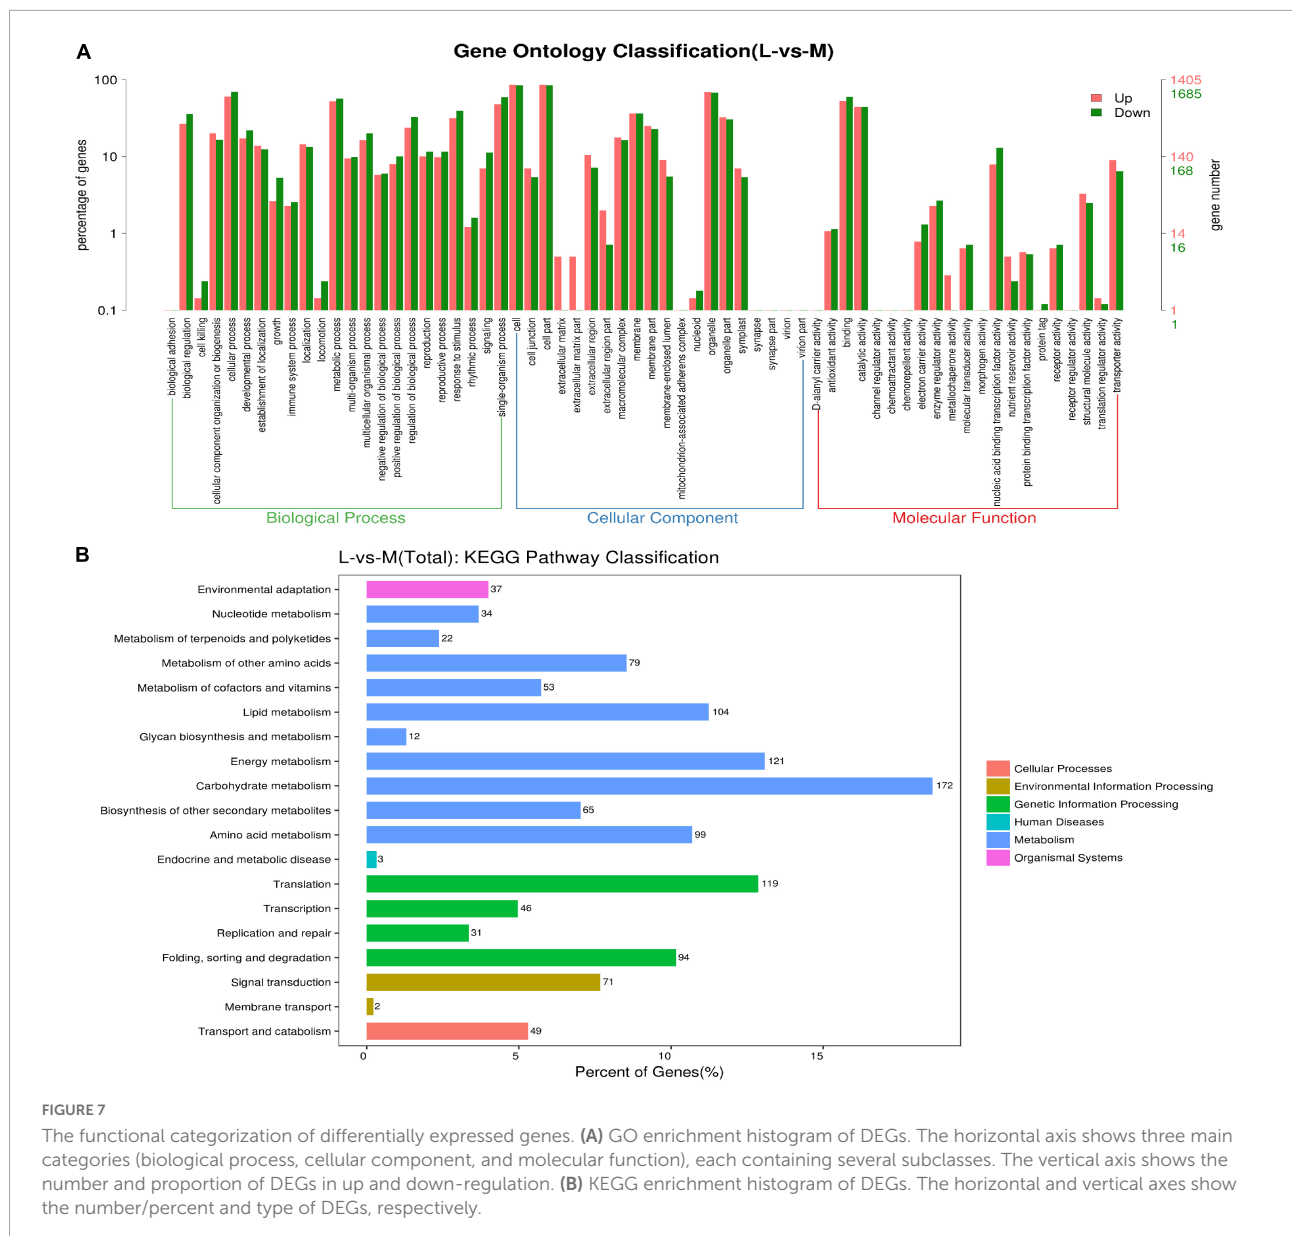 A
Gene Ontology Classification(L-vs-M)
percentage of genes
100
10
1
0.1
Up
Down
1405
1685
140
168
14
16
1
1
gene number
biological adhesion
biological regulation
cell killing
cellular component organization or biogenesis
cellular process
developmental process
establishment of localization
growth
immune system process
localization
locomotion
metabolic process
multi-organism process
multicellular organismal process
negative regulation of biological process
positive regulation of biological process
regulation of biological process
reproduction
reproductive process
response to stimulus
rhythmic process
signaling
single-organism process
cell
cell junction
cell part
extracellular matrix
extracellular matrix part
extracellular region
extracellular region part
macromolecular complex
membrane
membrane part
membrane-enclosed lumen
mitochondrion-associated adherens complex
nucleoid
organelle
organelle part
symplast
synapse
synapse part
virion
virion part
D-alanyl carrier activity
antioxidant activity
binding
catalytic activity
channel regulator activity
chemoattractant activity
chemorepellent activity
electron carrier activity
enzyme regulator activity
metallochaperone activity
molecular transducer activity
morphogen activity
nucleic acid binding transcription factor activity
nutrient reservoir activity
protein binding transcription factor activity
protein tag
receptor activity
receptor regulator activity
structural molecule activity
translation regulator activity
transporter activity
Biological Process
Cellular Component
Molecular Function
B
L-vs-M(Total): KEGG Pathway Classification
Environmental adaptation 37
Nucleotide metabolism 34
Metabolism of terpenoids and polyketides 22
Metabolism of other amino acids 79
Metabolism of cofactors and vitamins 53
Lipid metabolism 104
Glycan biosynthesis and metabolism 12
Energy metabolism 121
Carbohydrate metabolism 172
Biosynthesis of other secondary metabolites 65
Amino acid metabolism 99
Endocrine and metabolic disease 3
Translation 119
Transcription 46
Replication and repair 31
Folding, sorting and degradation 94
Signal transduction 71
Membrane transport 2
Transport and catabolism 49
0 5 10 15
Percent of Genes(%)
Cellular Processes
Environmental Information Processing
Genetic Information Processing
Human Diseases
Metabolism
Organismal Systems
FIGURE 7
The functional categorization of differentially expressed genes. (A) GO enrichment histogram of DEGs. The horizontal axis shows three main
categories (biological process, cellular component, and molecular function), each containing several subclasses. The vertical axis shows the
number and proportion of DEGs in up and down-regulation. (B) KEGG enrichment histogram of DEGs. The horizontal and vertical axes show
the number/percent and type of DEGs, respectively.